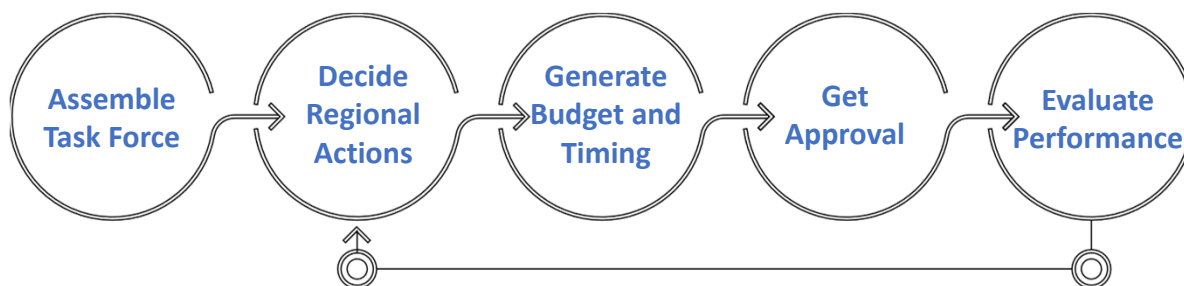 Assemble
Task Force
Decide
Regional
Actions
Generate
Budget and
Timing
Get
Approval
Evaluate
Performance